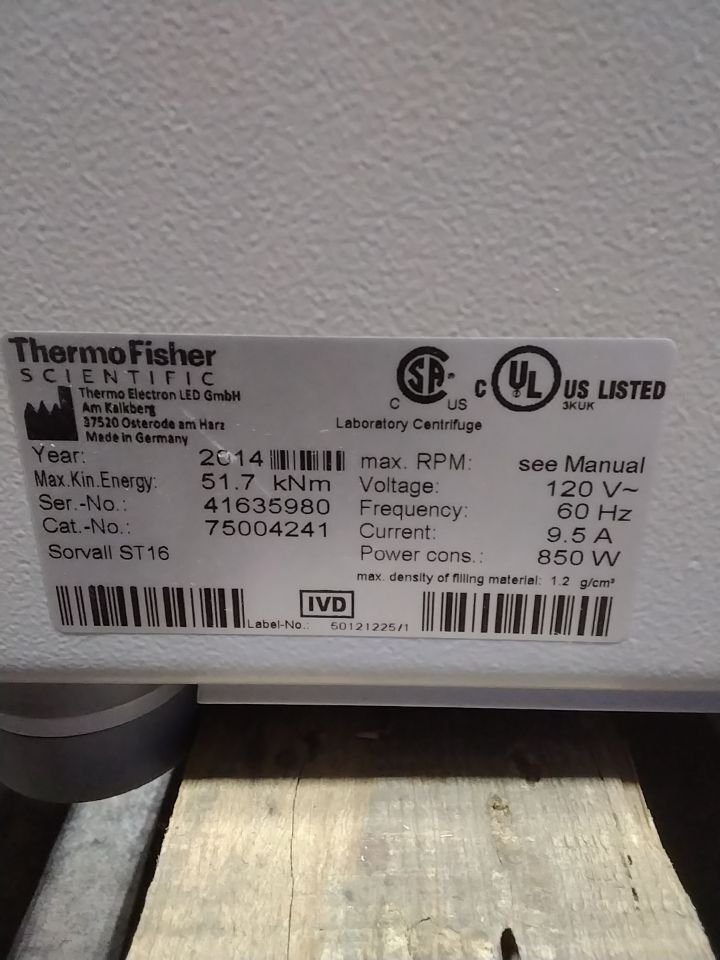 ThermoFisher
SCIENTIFIC
Thermo Electron LED GmbH
Am Kalkberg
37520 Osterode am Harz
Made in Germany
Year: 2014
Max.Kin.Energy: 51.7 kNm
Ser.-No.: 41635980
Cat.-No.: 75004241
Sorvall ST16
SA
C US
C UL US LISTED
3KUK
Laboratory Centrifuge
max. RPM: see Manual
Voltage: 120 V~
Frequency: 60 Hz
Current: 9.5 A
Power cons.: 850 W
max. density of filling material: 1.2 g/cm³
IVD
Label-No.: 50121225/1